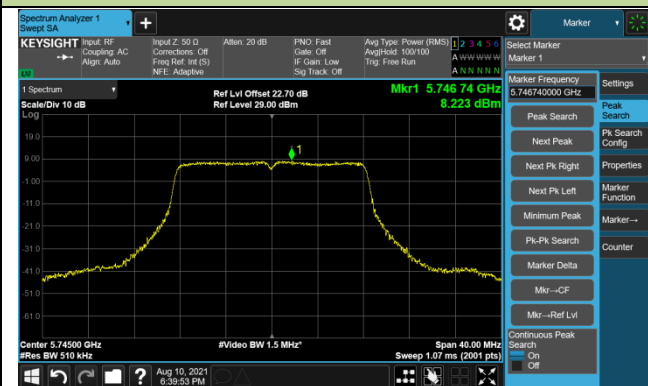 Spectrum Analyzer 1
Swept SA
+
Marker
KEYSIGHT
Input: RF
Coupling: AC
Align: Auto
Input Z: 50 Ω
Corrections: Off
Freq Ref: Int (S)
NFE: Adaptive
Atten: 20 dB
PNO: Fast
Gate: Off
IF Gain: Low
Sig Track: Off
Avg Type: Power (RMS)
Avg|Hold: 100/100
Trig: Free Run
1 2 3 4 5 6
A W W W W W
A N N N N N
LXI
Select Marker
Marker 1
1 Spectrum
Scale/Div 10 dB
Log
Ref Lvl Offset 22.70 dB
Ref Level 29.00 dBm
Mkr1 5.746 74 GHz
8.223 dBm
19.0
9.00
-1.00
-11.0
-21.0
-31.0
-41.0
-51.0
-61.0
1
Center 5.74500 GHz
#Res BW 510 kHz
#Video BW 1.5 MHz*
Span 40.00 MHz
Sweep 1.07 ms (2001 pts)
Marker Frequency
5.746740000 GHz
Peak Search
Next Peak
Next Pk Right
Next Pk Left
Minimum Peak
Pk-Pk Search
Marker Delta
Mkr→CF
Mkr→Ref Lvl
Continuous Peak
Search
On
Off
Settings
Peak
Search
Pk Search
Config
Properties
Marker
Function
Marker→
Counter
?
Aug 10, 2021
6:39:53 PM